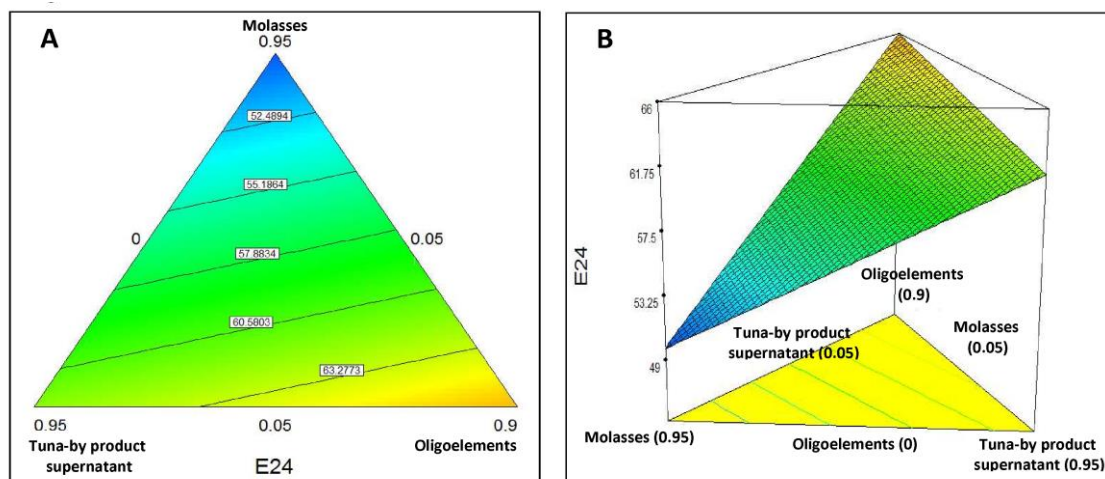 A
Molasses
0.95
52.4894
55.1864
0
0.05
57.8834
60.5803
63.2773
0.95
0.05
0.9
Tuna-by product
supernatant
Oligoelements
E24
B
66
61.75
57.5
53.25
49
E24
Oligoelements
(0.9)
Tuna-by product
supernatant (0.05)
Molasses
(0.05)
Molasses (0.95)
Oligoelements (0)
Tuna-by product
supernatant (0.95)